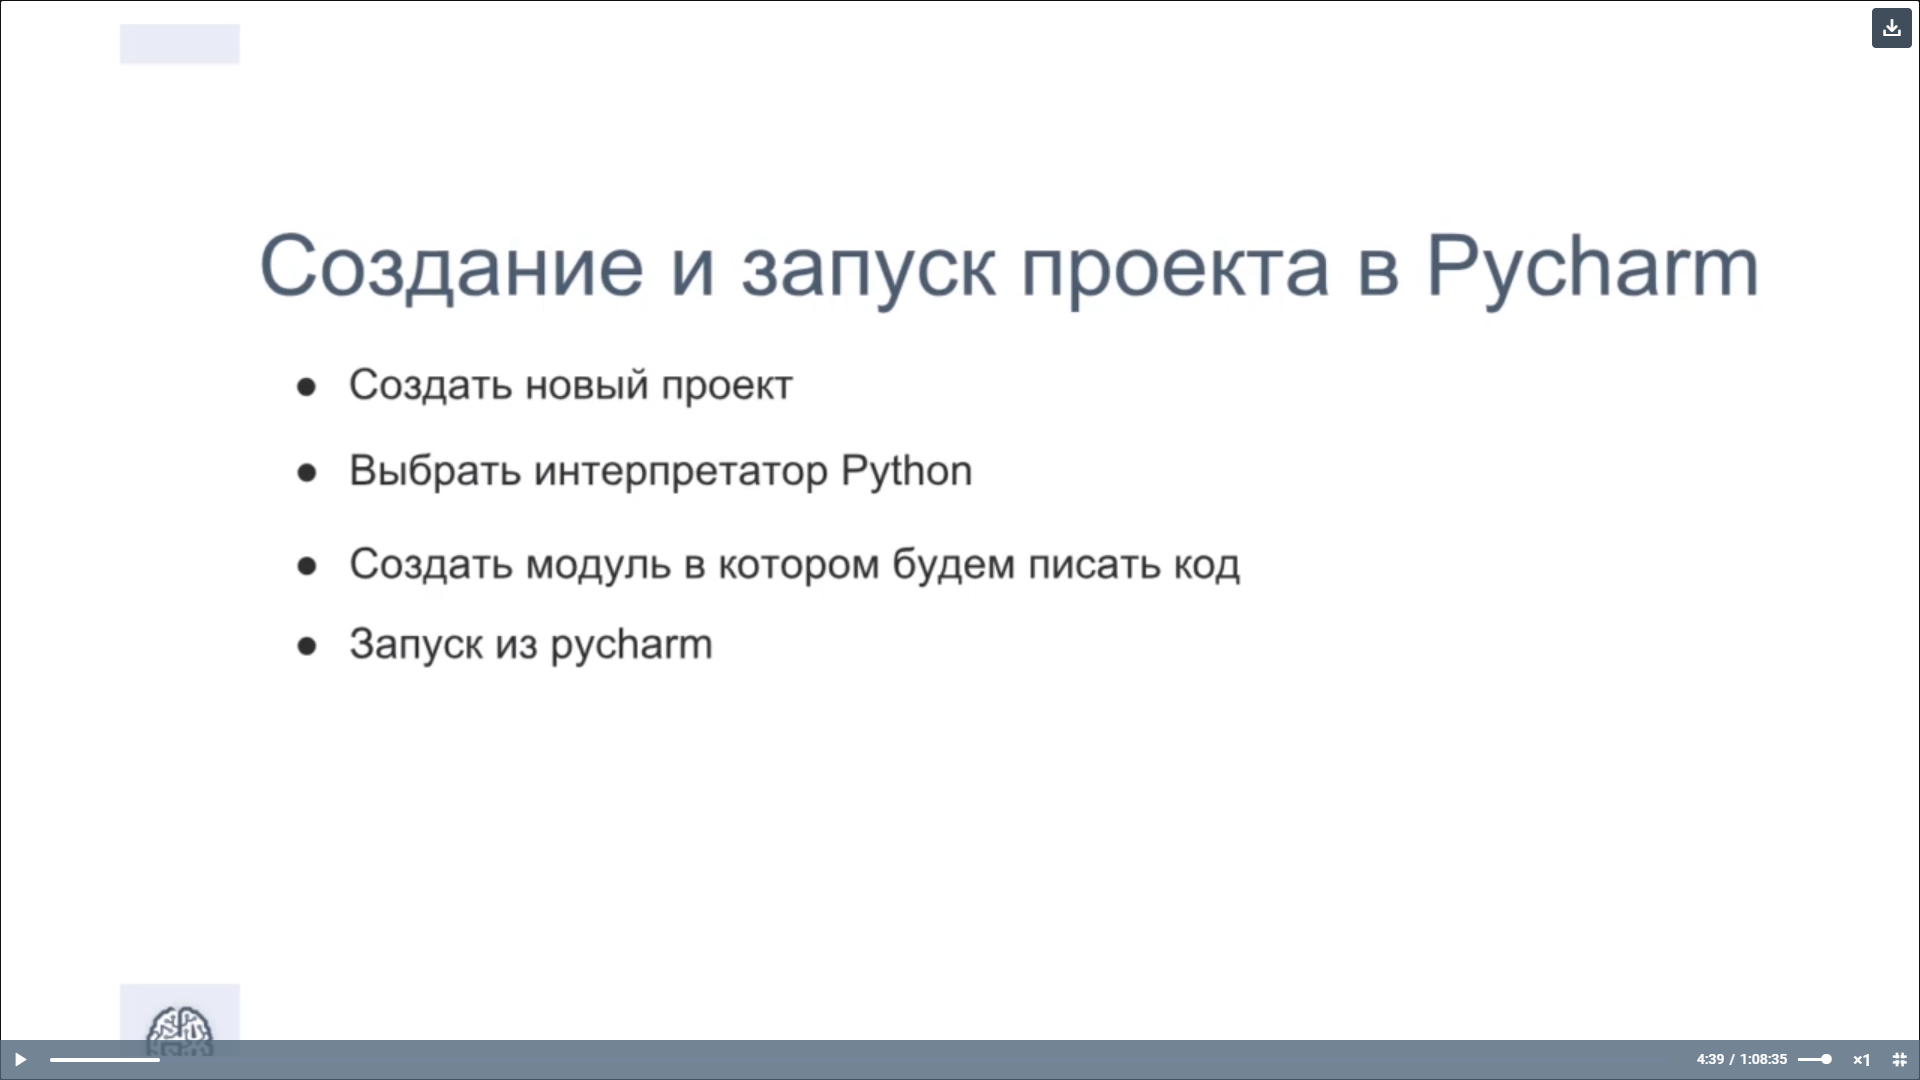 Создание и запуск проекта в Pycharm
● Создать новый проект
● Выбрать интерпретатор Python
● Создать модуль в котором будем писать код
● Запуск из pycharm
4:39 / 1:08:35 ×1